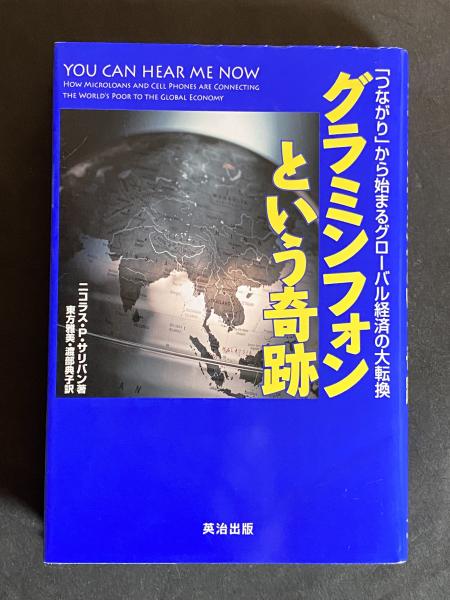 YOU CAN HEAR ME NOW
HOW MICROLOANS AND CELL PHONES ARE CONNECTING
THE WORLD'S POOR TO THE GLOBAL ECONOMY
「つながり」から始まるグローバル経済の大転換
グラミンフォン
という奇跡
ニコラス・P・サリバン著
東方雅美・渡部典子訳
英治出版